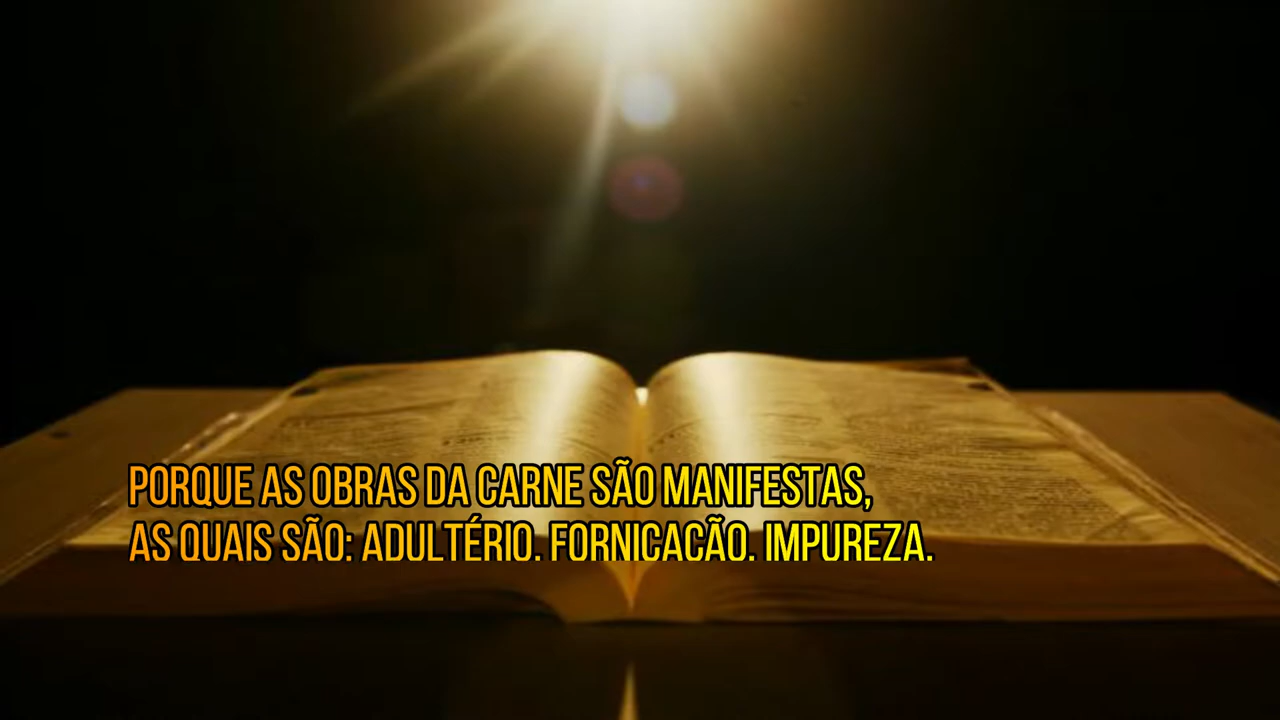 PORQUE AS OBRAS DA CARNE SÃO MANIFESTAS,
AS QUAIS SÃO: ADULTÉRIO, FORNICAÇÃO, IMPUREZA,